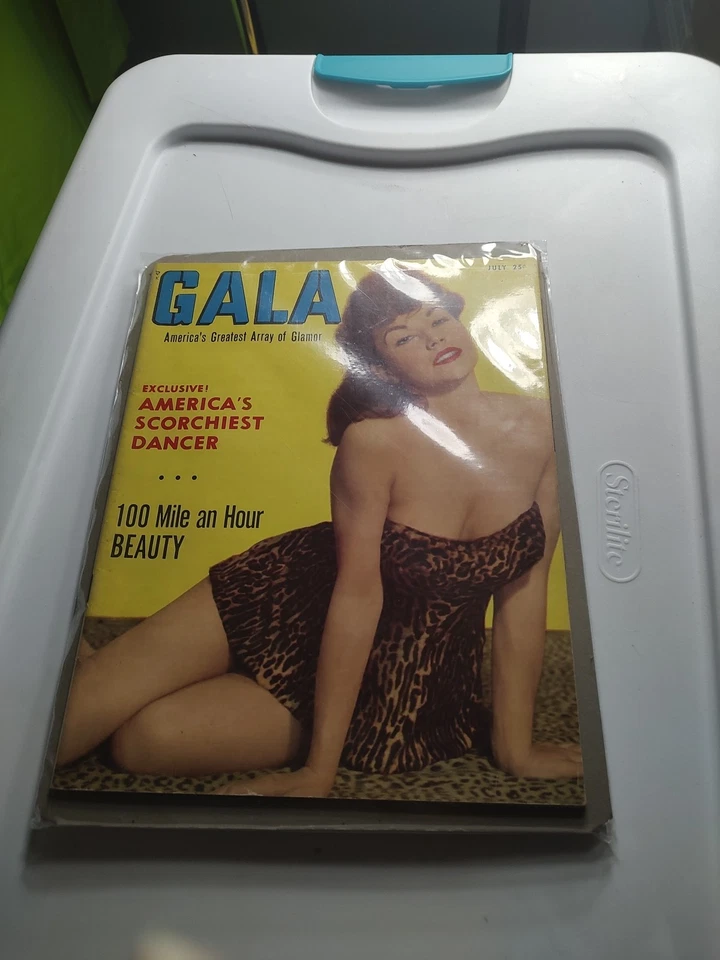 GALA
JULY 25¢
America's Greatest Array of Glamor
EXCLUSIVE!
AMERICA'S
SCORCHIEST
DANCER
• • •
100 Mile an Hour
BEAUTY
Sterilite